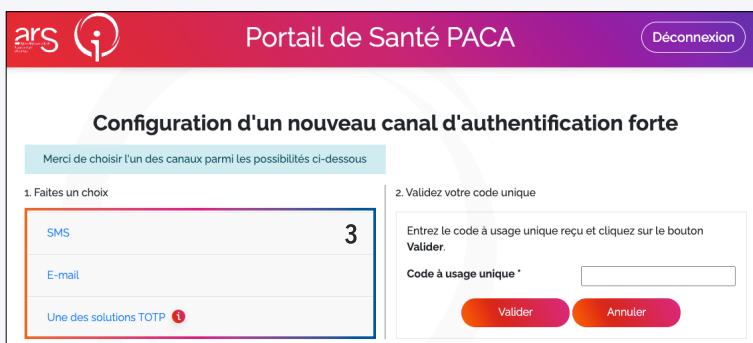 ars
Portail de Santé PACA
Déconnexion
Configuration d'un nouveau canal d'authentification forte
Merci de choisir l'un des canaux parmi les possibilités ci-dessous
1. Faites un choix
SMS
3
E-mail
Une des solutions TOTP
2. Validez votre code unique
Entrez le code à usage unique reçu et cliquez sur le bouton
Valider.
Code à usage unique *
Valider
Annuler